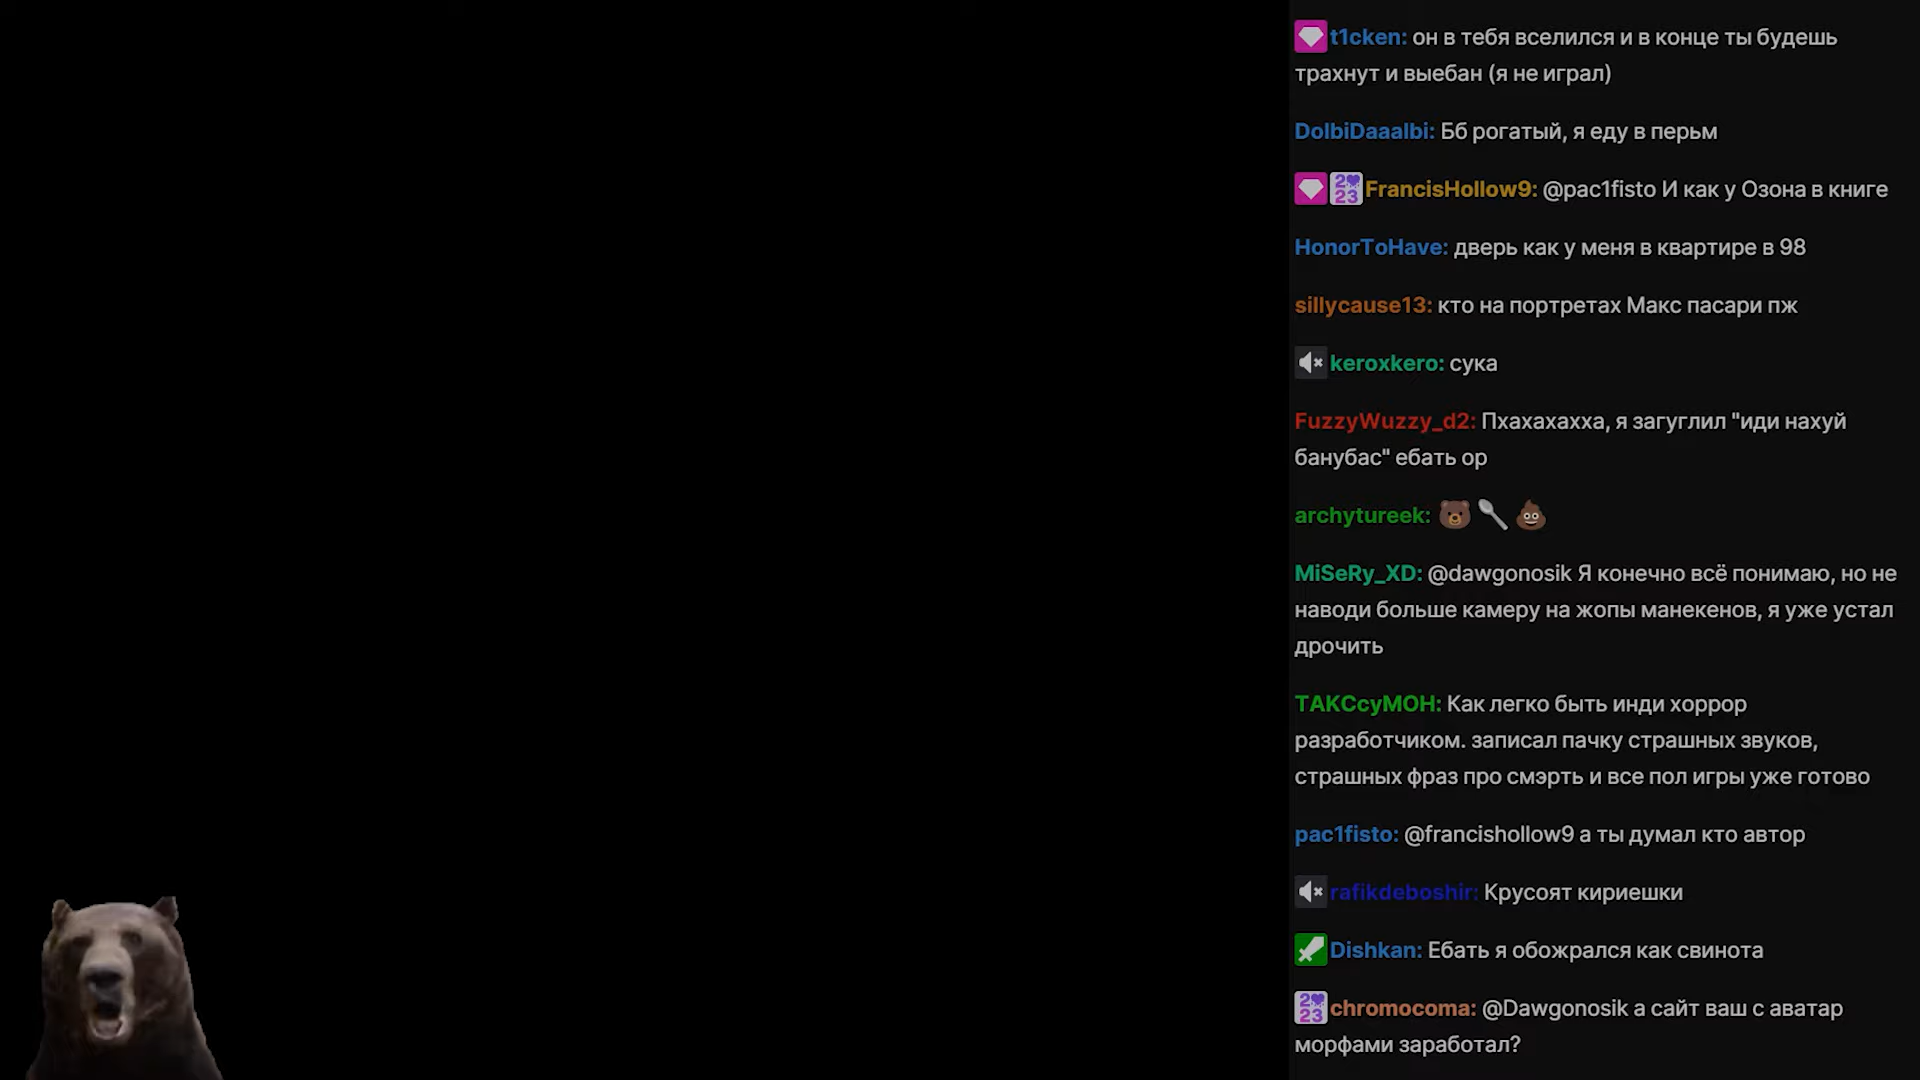 t1cken: он в тебя вселился и в конце ты будешь
трахнут и выебан (я не играл)
DolbiDaaalbi: Бб рогатый, я еду в перьм
2 23 FrancisHollow9: @pac1fisto И как у Озона в книге
HonorToHave: дверь как у меня в квартире в 98
sillycause13: кто на портретах Макс пасари пж
keroxkero: сука
FuzzyWuzzy_d2: Пхахахахха, я загуглил "иди нахуй
банубас" ебать ор
archytureek:
MiSeRy_XD: @dawgonosik Я конечно всё понимаю, но не
наводи больше камеру на жопы манекенов, я уже устал
дрочить
TAKCcyMOH: Как легко быть инди хоррор
разработчиком. записал пачку страшных звуков,
страшных фраз про смэрть и все пол игры уже готово
pac1fisto: @francishollow9 а ты думал кто автор
rafikdeboshir: Крусоят кириешки
Dishkan: Ебать я обожрался как свинота
2 23 chromocoma: @Dawgonosik а сайт ваш с аватар
морфами заработал?